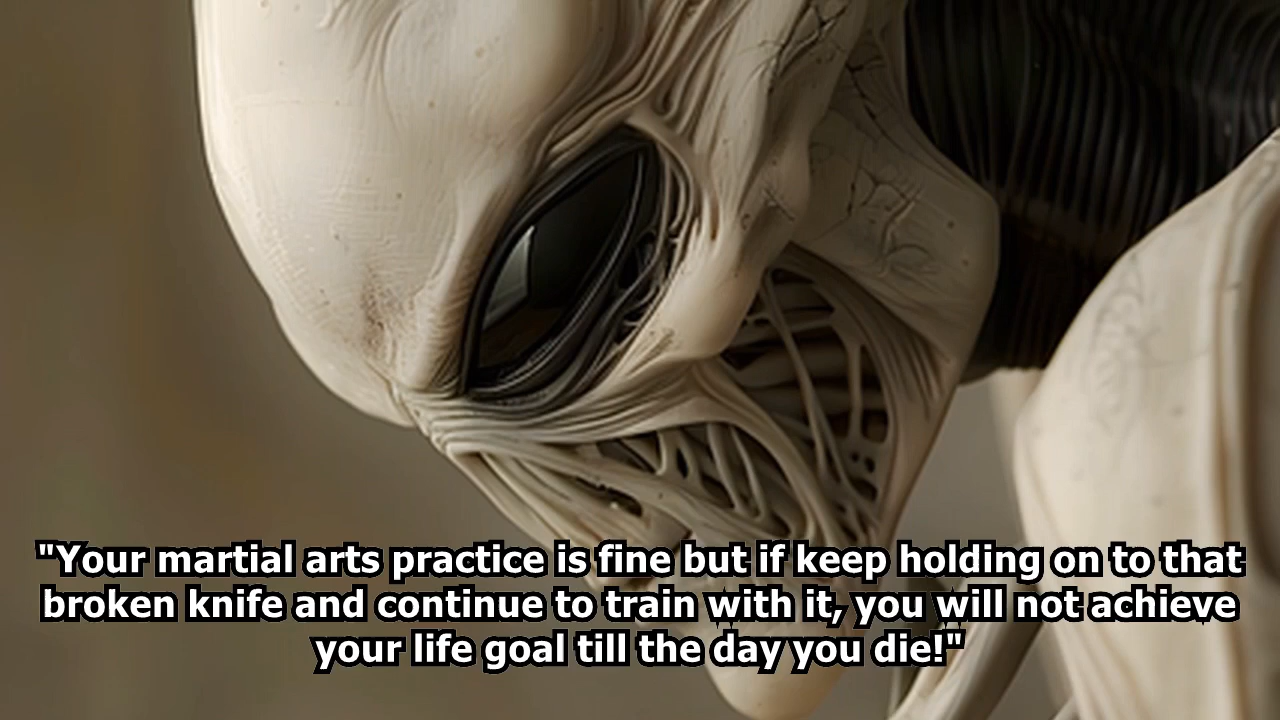 "Your martial arts practice is fine but if keep holding on to that
broken knife and continue to train with it, you will not achieve
your life goal till the day you die!"